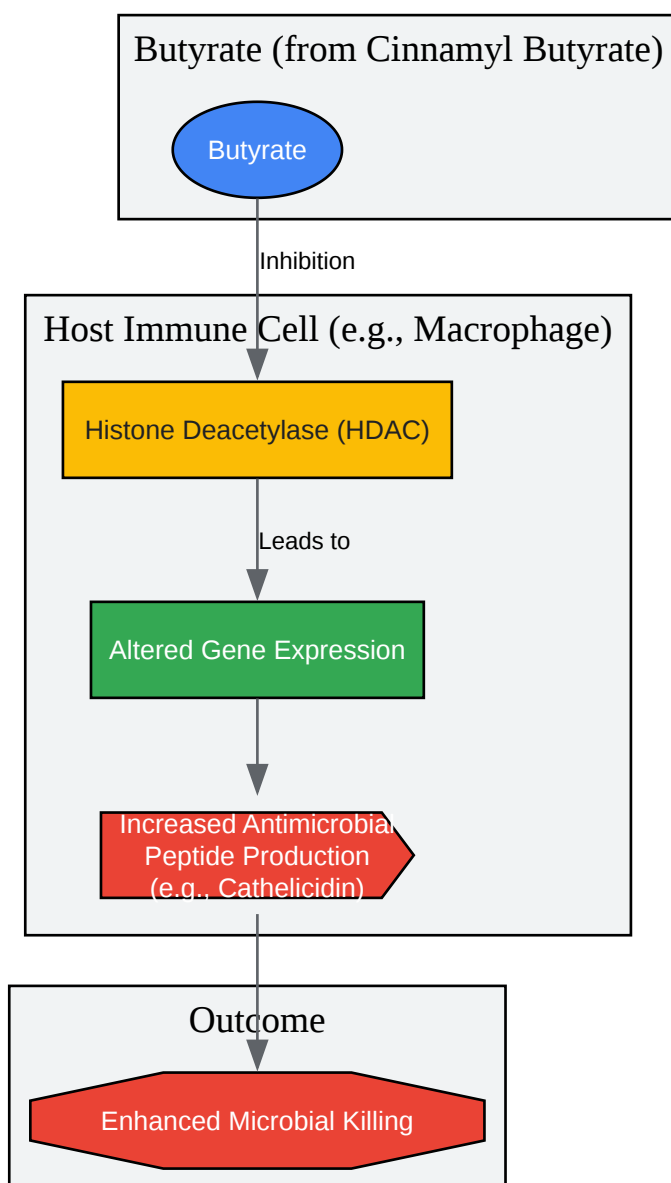 Butyrate (from Cinnamyl Butyrate)
Butyrate
Inhibition
Host Immune Cell (e.g., Macrophage)
Histone Deacetylase (HDAC)
Leads to
Altered Gene Expression
Increased Antimicrobial
Peptide Production
(e.g., Cathelicidin)
Outcome
Enhanced Microbial Killing